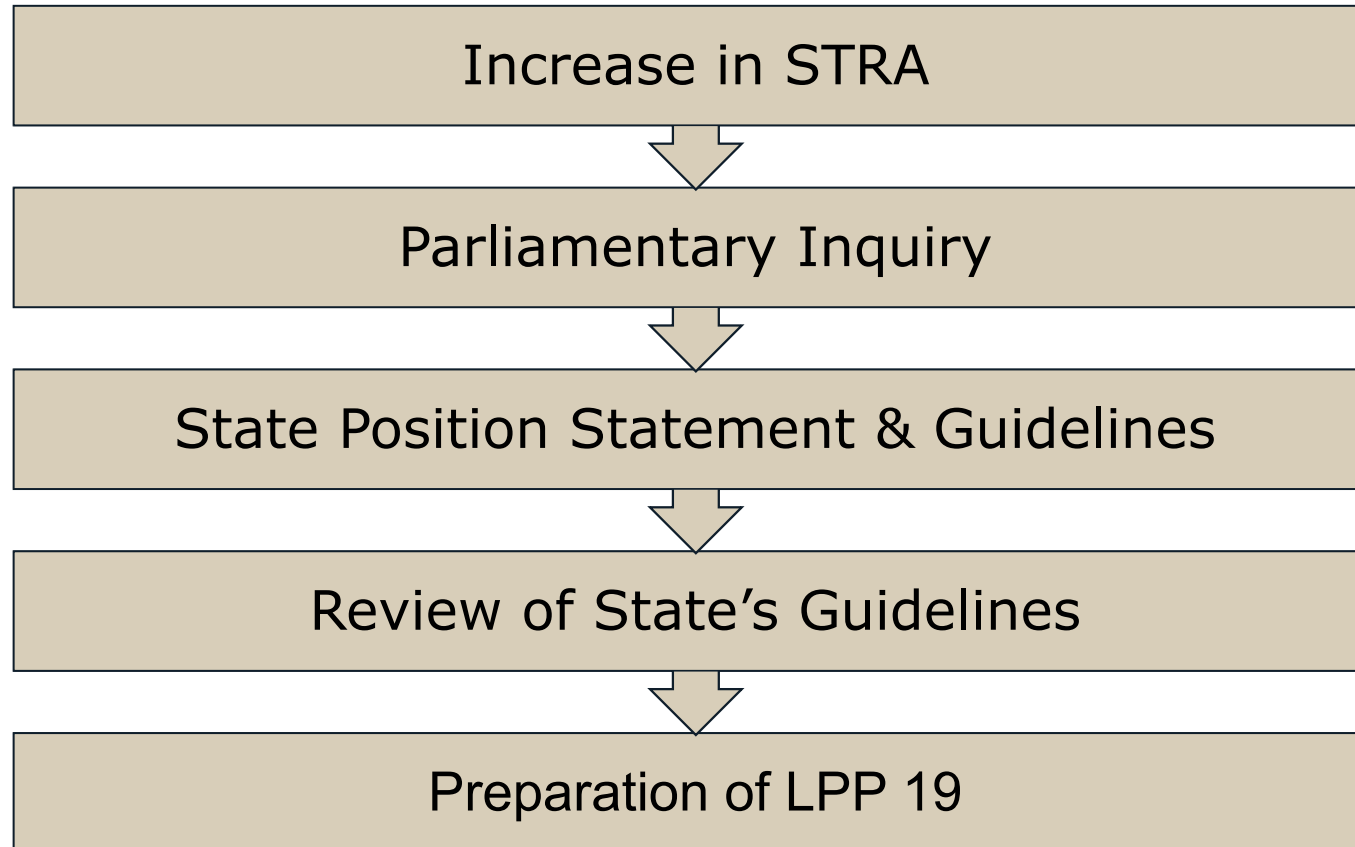 Increase in STRA
Parliamentary Inquiry
State Position Statement & Guidelines
Review of State’s Guidelines
Preparation of LPP 19